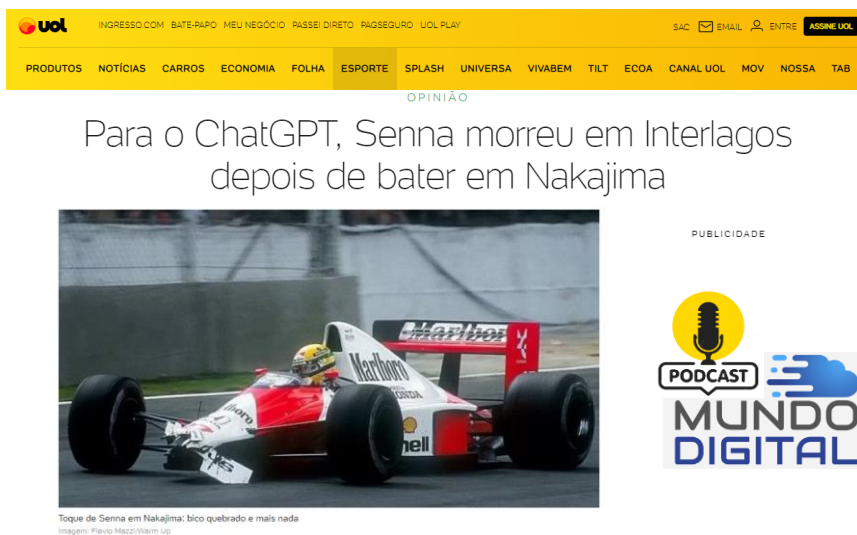 uol
INGRESSO.COM BATE-PAPO MEU NEGÓCIO PASSEI DIRETO PAGSEGURO UOL PLAY
SAC EMAIL ENTRE ASSINE UOL
PRODUTOS NOTÍCIAS CARROS ECONOMIA FOLHA ESPORTE SPLASH UNIVERSA VIVABEM TILT ECOA CANAL UOL MOV NOSSA TAB
OPINIÃO
Para o ChatGPT, Senna morreu em Interlagos
depois de bater em Nakajima
PUBLICIDADE
Marlboro
Marlboro
HONDA
Marlboro
hell
PODCAST
MUNDO
DIGITAL
Toque de Senna em Nakajima: bico quebrado e mais nada
Imagem: Flavio Mazzi/Warm Up